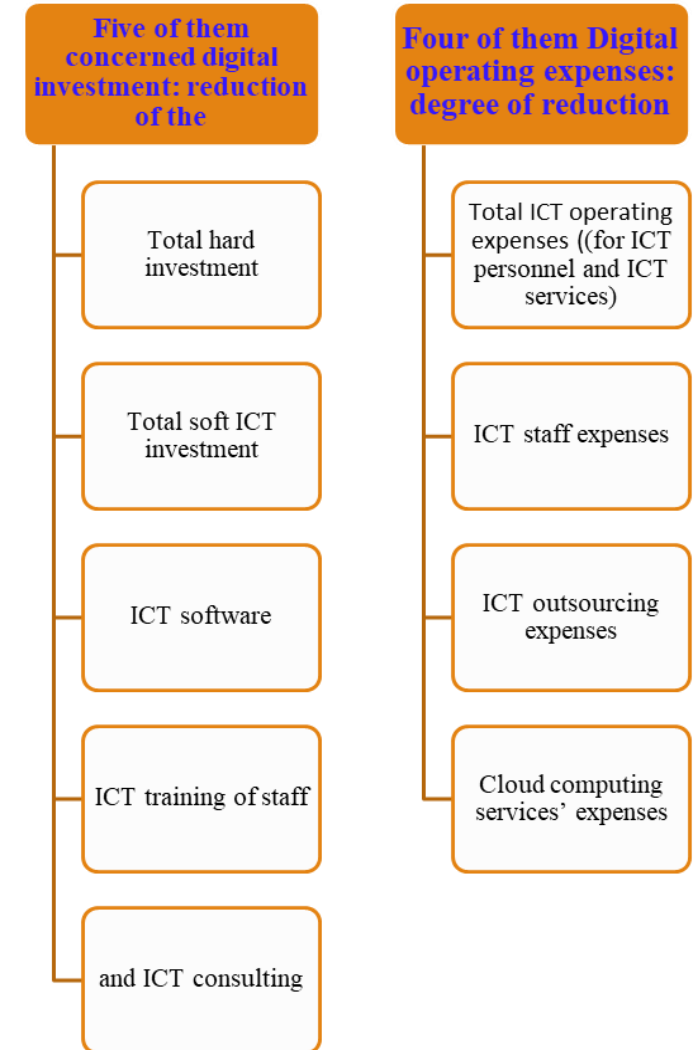 Five of them
concerned digital
investment: reduction
of the
Total hard
investment
Total soft ICT
investment
ICT software
ICT training of staff
and ICT consulting
Four of them Digital
operating expenses:
degree of reduction
Total ICT operating
expenses ((for ICT
personnel and ICT
services)
ICT staff expenses
ICT outsourcing
expenses
Cloud computing
services’ expenses